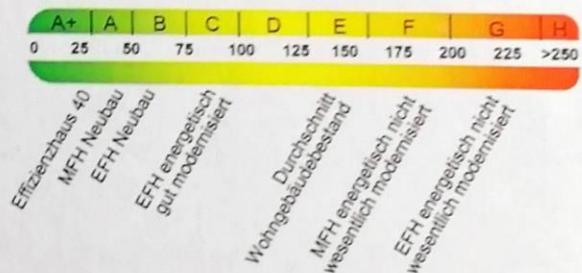 A+ A B C D E F G H
0 25 50 75 100 125 150 175 200 225 >250
Effizienzhaus 40
MFH Neubau
EFH Neubau
EFH energetisch
gut modernisiert
Durchschnitt
Wohngebäudebestand
MFH energetisch nicht
wesentlich modernisiert
EFH energetisch nicht
wesentlich modernisiert